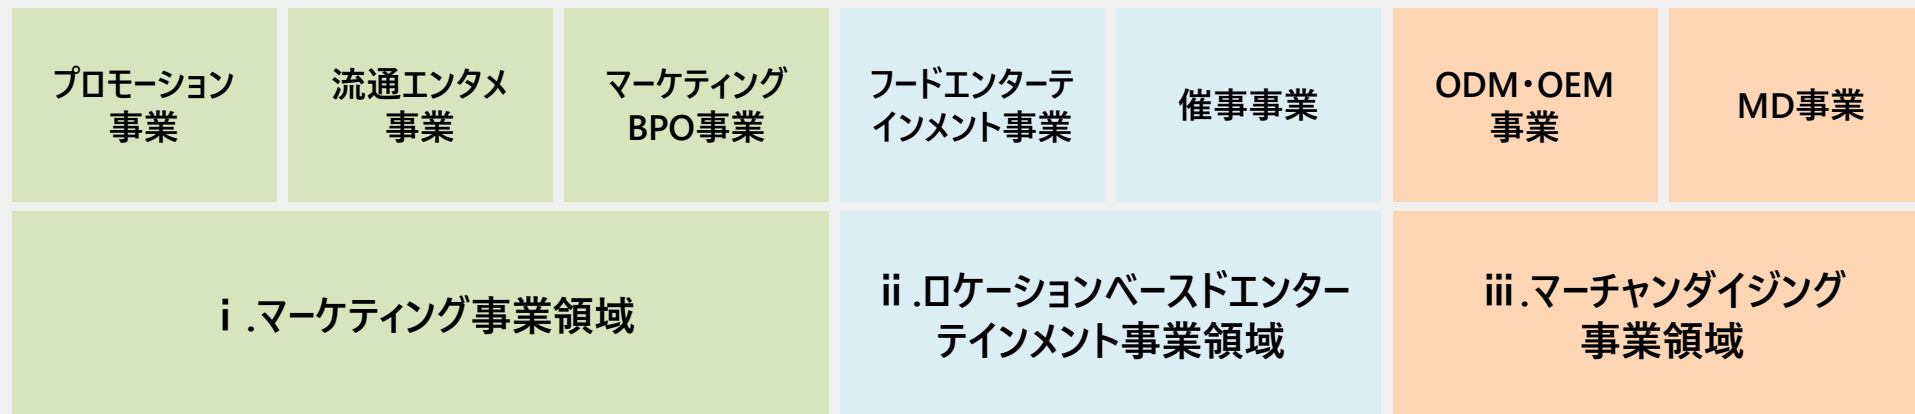 プロモーション
事業
流通エンタメ
事業
マーケティング
BPO事業
フードエンターテ
インメント事業
催事事業
ODM・OEM
事業
MD事業
ⅰ.マーケティング事業領域
ⅱ.ロケーションベースドエンター
テインメント事業領域
ⅲ.マーチャンダイジング
事業領域